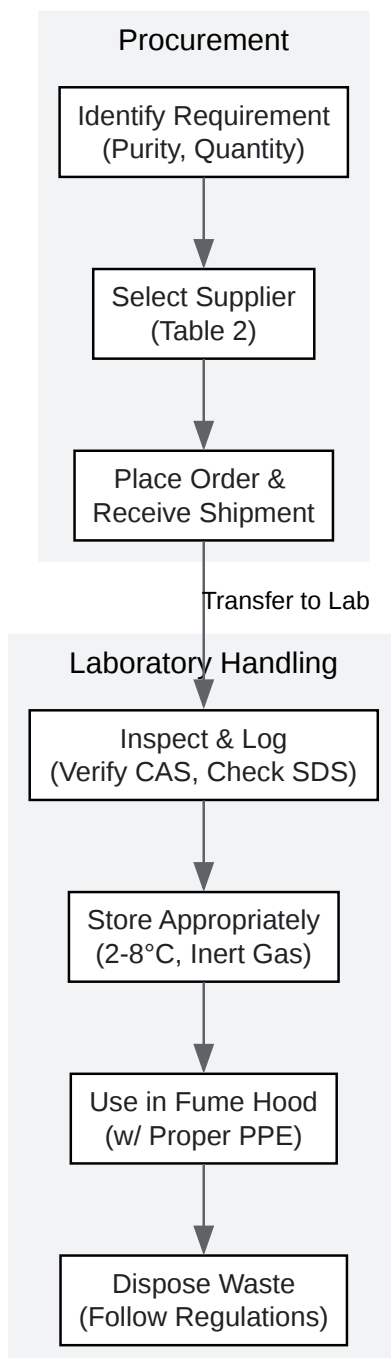 Procurement
Identify Requirement
(Purity, Quantity)
Select Supplier
(Table 2)
Place Order &
Receive Shipment
Transfer to Lab
Laboratory Handling
Inspect & Log
(Verify CAS, Check SDS)
Store Appropriately
(2-8°C, Inert Gas)
Use in Fume Hood
(w/ Proper PPE)
Dispose Waste
(Follow Regulations)